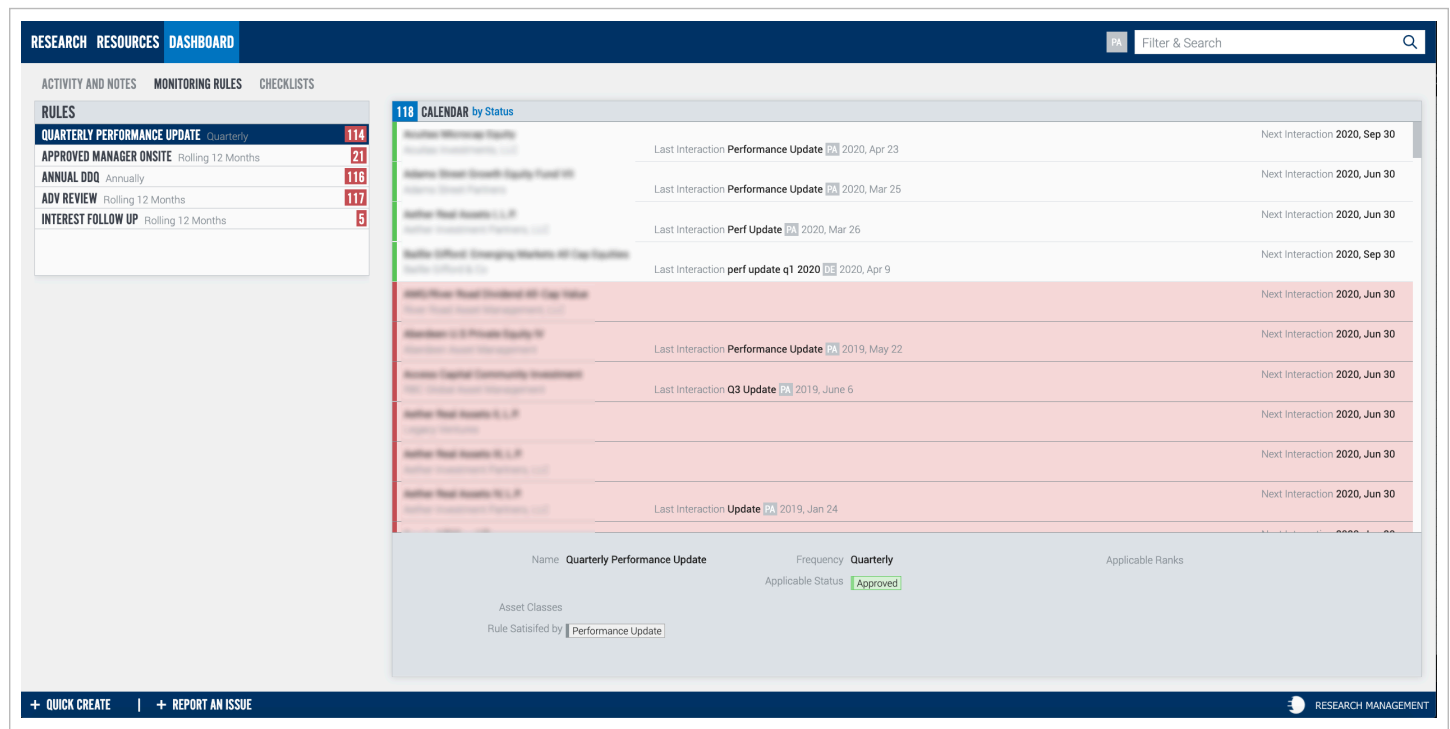 RESEARCH RESOURCES DASHBOARD PA Filter & Search
ACTIVITY AND NOTES MONITORING RULES CHECKLISTS
RULES
QUARTERLY PERFORMANCE UPDATE Quarterly 114
APPROVED MANAGER ONSITE Rolling 12 Months 21
ANNUAL DDQ Annually 116
ADV REVIEW Rolling 12 Months 117
INTEREST FOLLOW UP Rolling 12 Months 5
118 CALENDAR by Status
Next Interaction 2020, Sep 30
Last Interaction Performance Update PA 2020, Apr 23
Next Interaction 2020, Jun 30
Last Interaction Performance Update PA 2020, Mar 25
Next Interaction 2020, Jun 30
Last Interaction Perf Update PA 2020, Mar 26
Next Interaction 2020, Sep 30
Last Interaction perf update q1 2020 DE 2020, Apr 9
Next Interaction 2020, Jun 30
Next Interaction 2020, Jun 30
Last Interaction Performance Update PA 2019, May 22
Next Interaction 2020, Jun 30
Last Interaction Q3 Update PA 2019, June 6
Next Interaction 2020, Jun 30
Next Interaction 2020, Jun 30
Next Interaction 2020, Jun 30
Last Interaction Update PA 2019, Jan 24
Name Quarterly Performance Update Frequency Quarterly Applicable Ranks
Applicable Status Approved
Asset Classes
Rule Satisifed by Performance Update
+ QUICK CREATE | + REPORT AN ISSUE RESEARCH MANAGEMENT